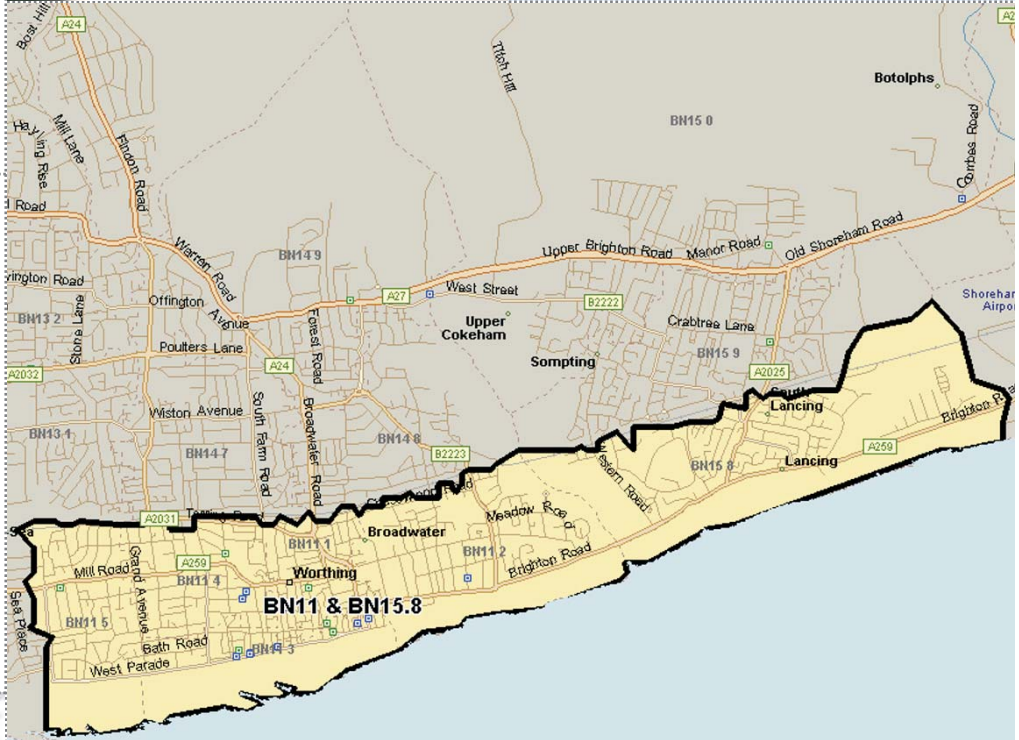 A24
Bost Hill
Titch Hill
Botolphs
BN15 0
Coombes Road
Mill Lane
Findon Road
Road
Warren Road
Upper Brighton Road
Manor Road
Old Shoreham Road
BN14 9
A27
West Street
B2222
Offington
Avenue
Stone Lane
BN13 2
Forest Road
Upper
Cokeham
Crabtree Lane
Poulters Lane
BN15 9
Sompting
A24
A2032
A2025
South
Lancing
Wiston Avenue
South Farm Road
Broadwater Road
BN13 1
BN14 8
A259
BN14 7
B2223
Western Road
BN15 8
Lancing
Meadow Road
A2031
Broadwater
BN11 1
BN11 2
Brighton Road
Grand Avenue
A259
Mill Road
BN11 4
Worthing
BN11 & BN15.8
Sea Place
BN11 5
Bath Road
BN11 3
West Parade